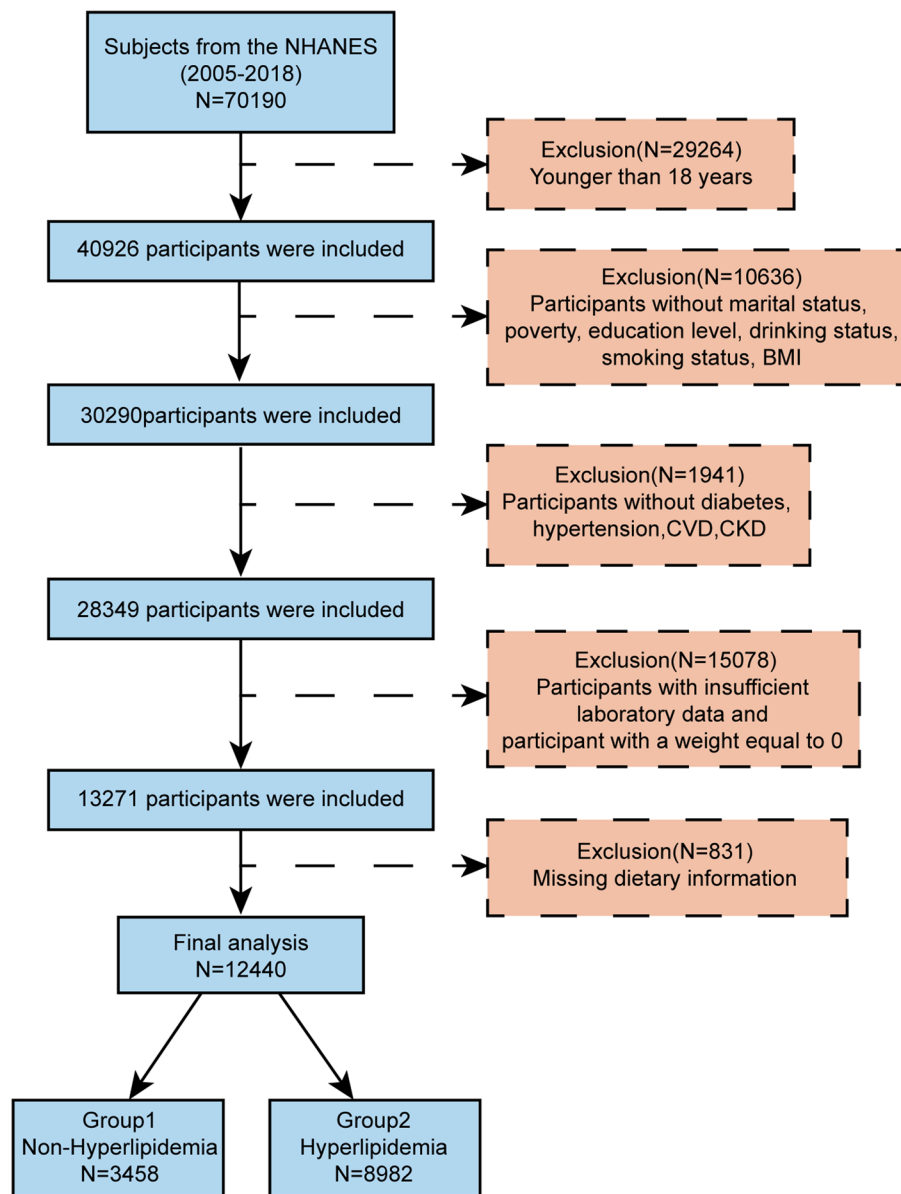 Subjects from the NHANES
(2005-2018)
N=70190
Exclusion(N=29264)
Younger than 18 years
40926 participants were included
Exclusion(N=10636)
Participants without marital status,
poverty, education level, drinking status,
smoking status, BMI
30290participants were included
Exclusion(N=1941)
Participants without diabetes,
hypertension,CVD,CKD
28349 participants were included
Exclusion(N=15078)
Participants with insufficient
laboratory data and
participant with a weight equal to 0
13271 participants were included
Exclusion(N=831)
Missing dietary information
Final analysis
N=12440
Group1
Non-Hyperlipidemia
N=3458
Group2
Hyperlipidemia
N=8982